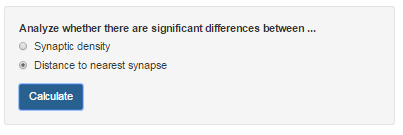 Analyze whether there are significant differences between ...
Synaptic density
Distance to nearest synapse
Calculate